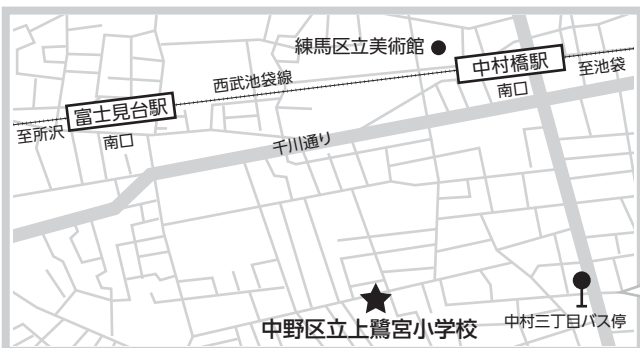 練馬区立美術館
中村橋駅
至池袋
南口
西武池袋線
富士見台駅
至所沢
南口
千川通り
中野区立上鷺宮小学校
中村三丁目バス停